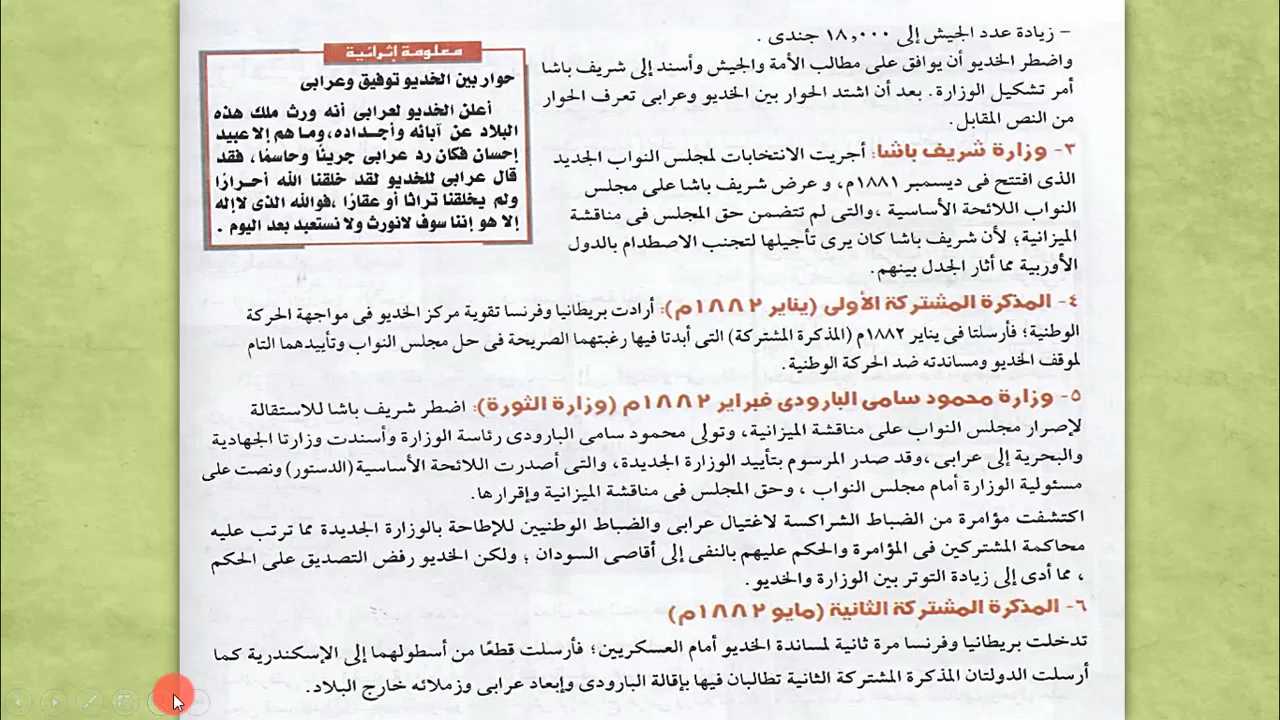 – زيادة عدد الجيش إلى ١٨,٠٠٠ جندى .
واضطر الخديو أن يوافق على مطالب الأمة والجيش وأسند إلى شريف باشا
أمر تشكيل الوزارة. بعد أن اشتد الحوار بين الخديو وعرابى تعرف الحوار
من النص المقابل.
معلومة إثرائية
حوار بين الخديو توفيق وعرابى
أعلن الخديو لعرابى أنه ورث ملك هذه
البلاد عن آبائه وأجداده، وما هم إلا عبيد
إحسان فكان رد عرابى جريئًا وحاسمًا، فقد
قال عرابى للخديو لقد خلقنا الله أحرارًا
ولم يخلقنا تراثًا أو عقارًا ،فوالله الذى لاإله
إلا هو إننا سوف لانورث ولا نستعبد بعد اليوم .
٣- وزارة شريف باشا: أجريت الانتخابات لمجلس النواب الجديد
الذى افتتح فى ديسمبر ١٨٨١م، و عرض شريف باشا على مجلس
النواب اللائحة الأساسية ،والتى لم تتضمن حق المجلس فى مناقشة
الميزانية؛ لأن شريف باشا كان يرى تأجيلها لتجنب الاصطدام بالدول
الأوربية مما أثار الجدل بينهم.
٤- المذكرة المشتركة الأولى (يناير ١٨٨٢م): أرادت بريطانيا وفرنسا تقوية مركز الخديو فى مواجهة الحركة
الوطنية؛ فأرسلتا فى يناير ١٨٨٢م (المذكرة المشتركة) التى أبدتا فيها رغبتهما الصريحة فى حل مجلس النواب وتأييدهما التام
لموقف الخديو ومساندته ضد الحركة الوطنية.
٥- وزارة محمود سامى البارودى فبراير ١٨٨٢م (وزارة الثورة): اضطر شريف باشا للاستقالة
لإصرار مجلس النواب على مناقشة الميزانية، وتولى محمود سامى البارودى رئاسة الوزارة وأسندت وزارتا الجهادية
والبحرية إلى عرابى ،وقد صدر المرسوم بتأييد الوزارة الجديدة، والتى أصدرت اللائحة الأساسية (الدستور) ونصت على
مسئولية الوزارة أمام مجلس النواب ، وحق المجلس فى مناقشة الميزانية وإقرارها.
اكتشفت مؤامرة من الضباط الشراكسة لاغتيال عرابى والضباط الوطنيين للإطاحة بالوزارة الجديدة مما ترتب عليه
محاكمة المشتركين فى المؤامرة والحكم عليهم بالنفى إلى أقاصى السودان ؛ ولكن الخديو رفض التصديق على الحكم
، مما أدى إلى زيادة التوتر بين الوزارة والخديو .
٦- المذكرة المشتركة الثانية (مايو ١٨٨٢م)
تدخلت بريطانيا وفرنسا مرة ثانية لمساندة الخديو أمام العسكريين؛ فأرسلت قطعًا من أسطولهما إلى الإسكندرية كما
أرسلت الدولتان المذكرة المشتركة الثانية تطالبان فيها بإقالة البارودى وإبعاد عرابى وزملائه خارج البلاد.